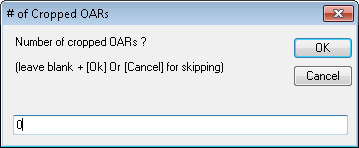 # of Cropped OARs
Number of cropped OARs ?
OK
(leave blank + [Ok] Or [Cancel] for skipping)
Cancel
0